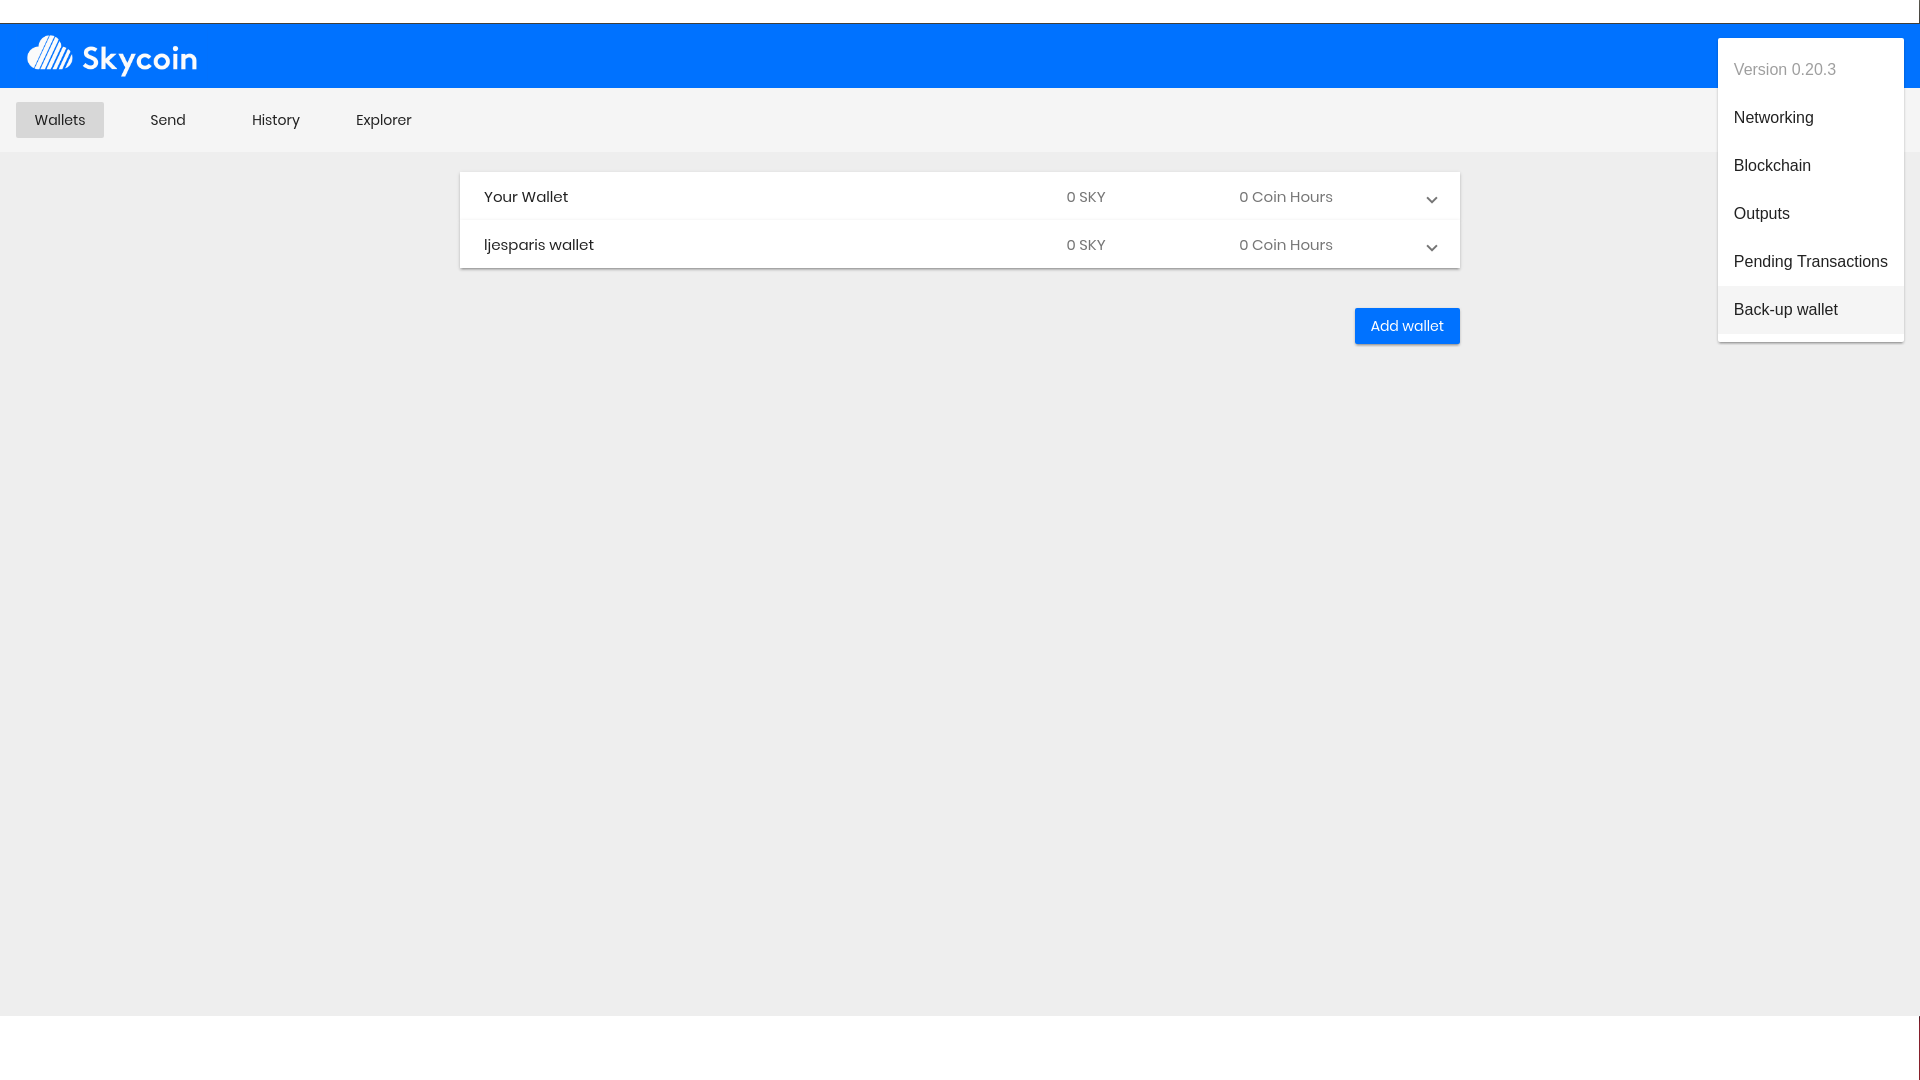 Skycoin
Version 0.20.3
Networking
Blockchain
Outputs
Pending Transactions
Back-up wallet
Wallets Send History Explorer
Your Wallet 0 SKY 0 Coin Hours
ljesparis wallet 0 SKY 0 Coin Hours
Add wallet